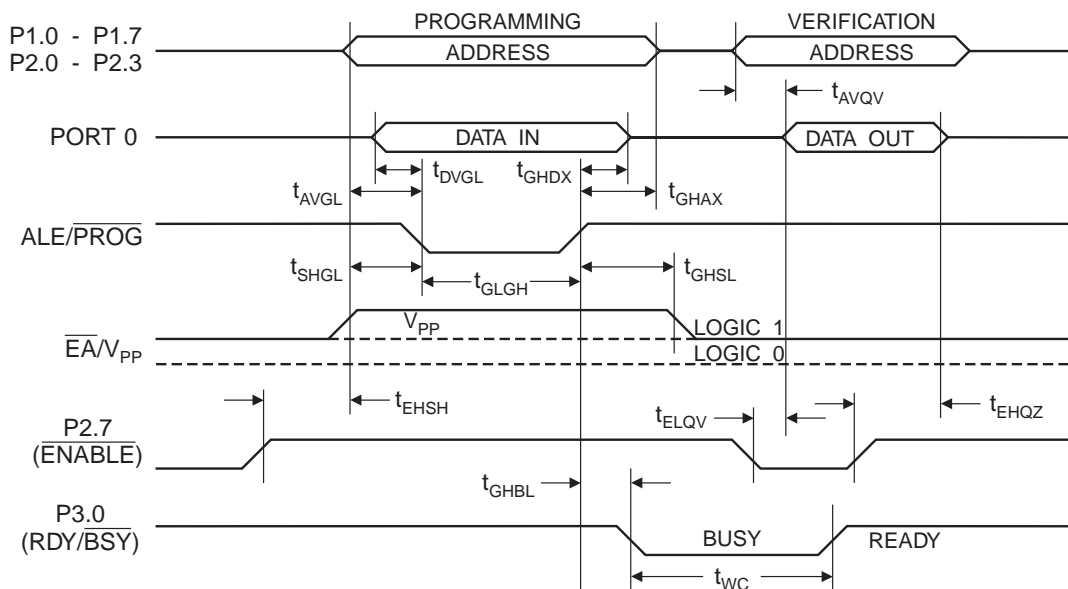 PROGRAMMING VERIFICATION
P1.0 - P1.7
P2.0 - P2.3
ADDRESS ADDRESS
tAVQV
PORT 0 DATA IN DATA OUT
tDVGL tGHDX
tAVGL tGHAX
ALE/PROG
tSHGL tGLGH tGHSL
VPP LOGIC 1
EA/VPP
LOGIC 0
tEHSH tELQV tEHQZ
P2.7
(ENABLE)
tGHBL
P3.0
(RDY/BSY) BUSY READY
tWC